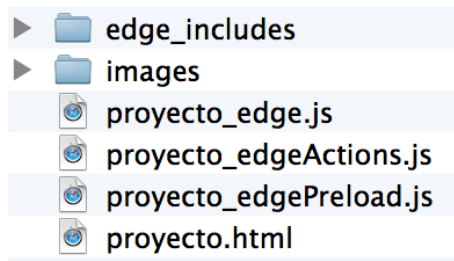 edge_includes
images
proyecto_edge.js
proyecto_edgeActions.js
proyecto_edgePreload.js
proyecto.html